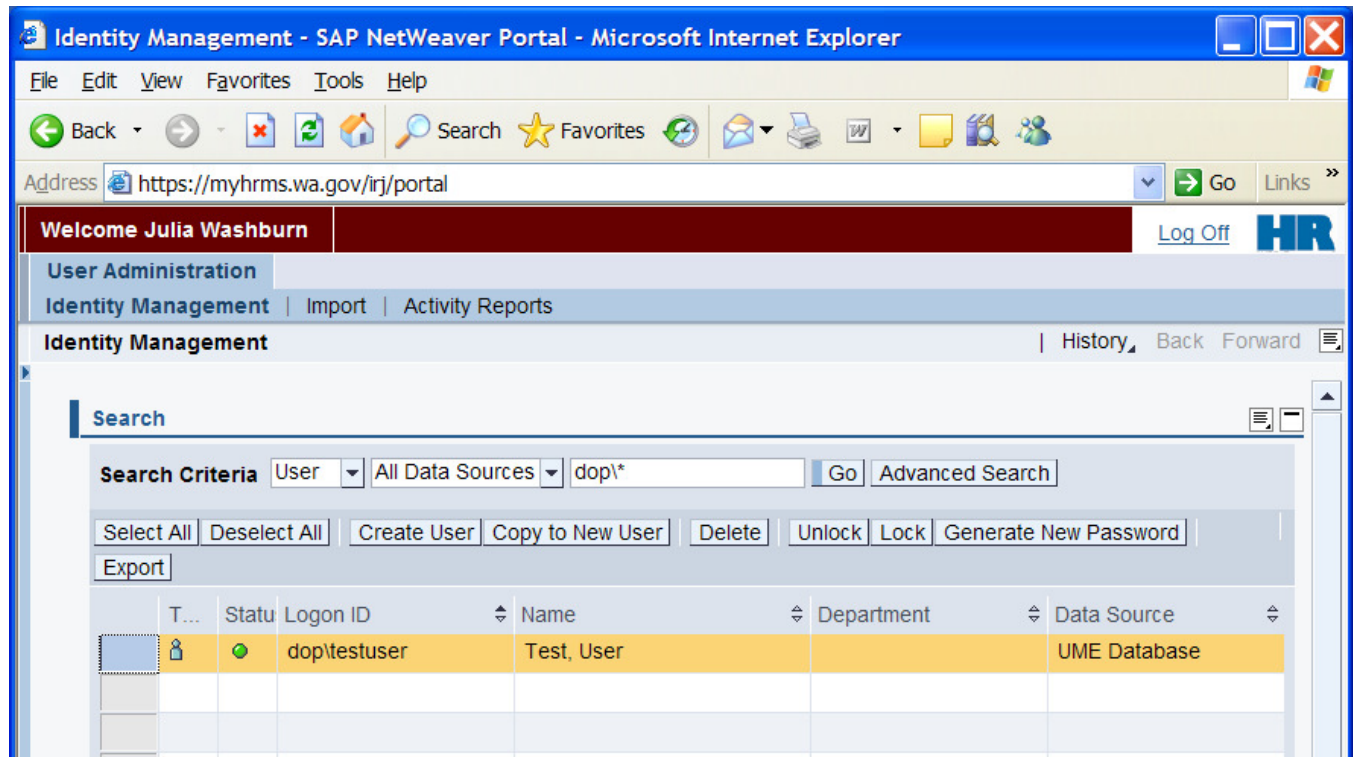 Identity Management - SAP NetWeaver Portal - Microsoft Internet Explorer
File Edit View Favorites Tools Help
Back Search Favorites W
Address https://myhrms.wa.gov/irj/portal Go Links »
Welcome Julia Washburn Log Off HR
User Administration
Identity Management | Import | Activity Reports
Identity Management | History Back Forward
Search
Search Criteria User All Data Sources dop\* Go Advanced Search
Select All Deselect All Create User Copy to New User Delete Unlock Lock Generate New Password
Export
T... Statu Logon ID Name Department Data Source
dop\testuser Test, User UME Database